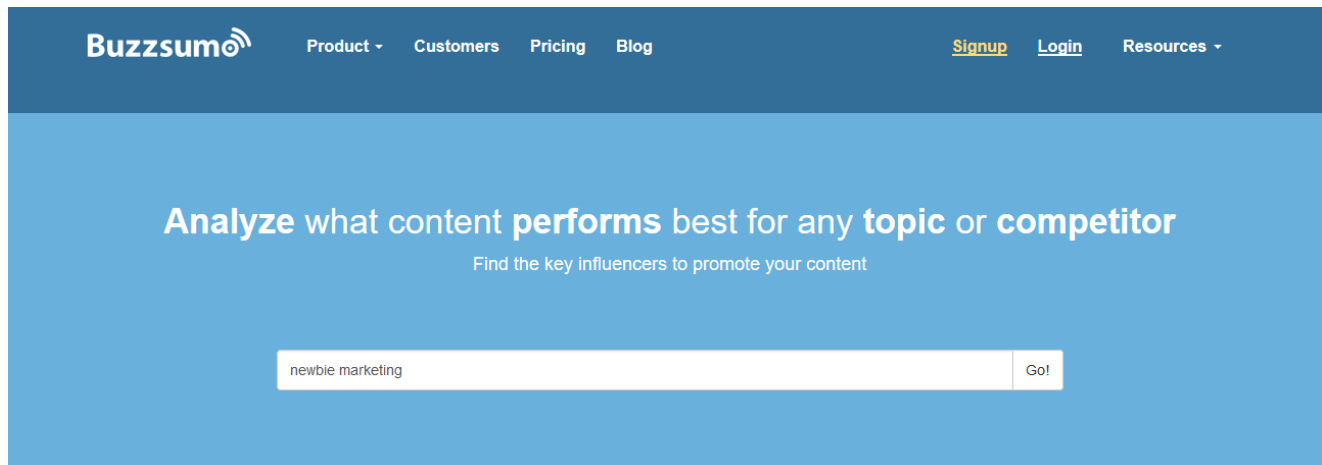 Buzzsumo Product Customers Pricing Blog Signup Login Resources
Analyze what content performs best for any topic or competitor
Find the key influencers to promote your content
newbie marketing Go!